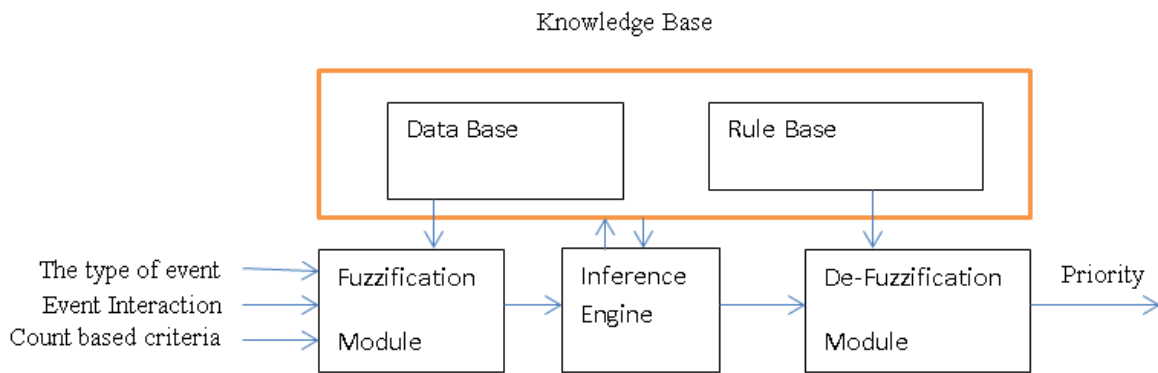 Knowledge Base
Data Base
Rule Base
The type of event
Event Interaction
Count based criteria
Fuzzification
Module
Inference
Engine
De-Fuzzification
Module
Priority